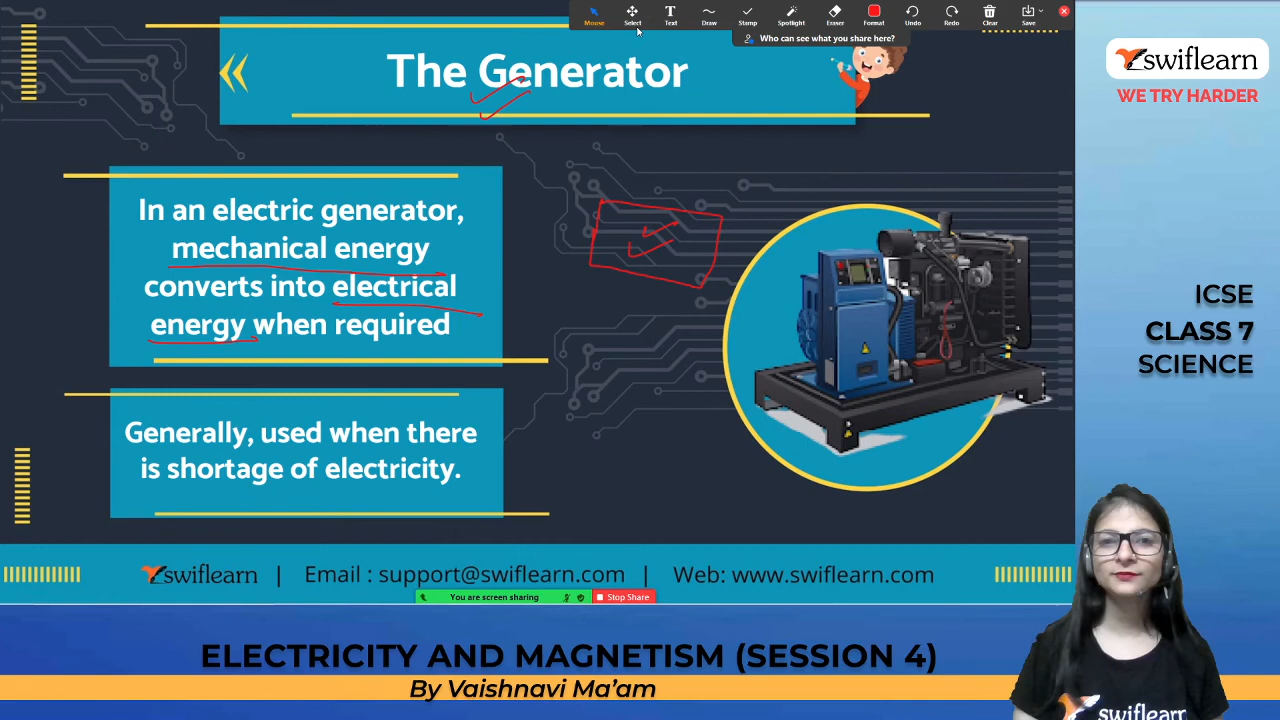 Mouse Select Text Draw Stamp Spotlight Eraser Format Undo Redo Clear Save
Who can see what you share here?
The Generator
swiflearn
WE TRY HARDER
In an electric generator,
mechanical energy
converts into electrical
energy when required
ICSE
CLASS 7
SCIENCE
Generally, used when there
is shortage of electricity.
swiflearn | Email : support@swiflearn.com | Web: www.swiflearn.com
You are screen sharing Stop Share
ELECTRICITY AND MAGNETISM (SESSION 4)
By Vaishnavi Ma’am
swiflearn